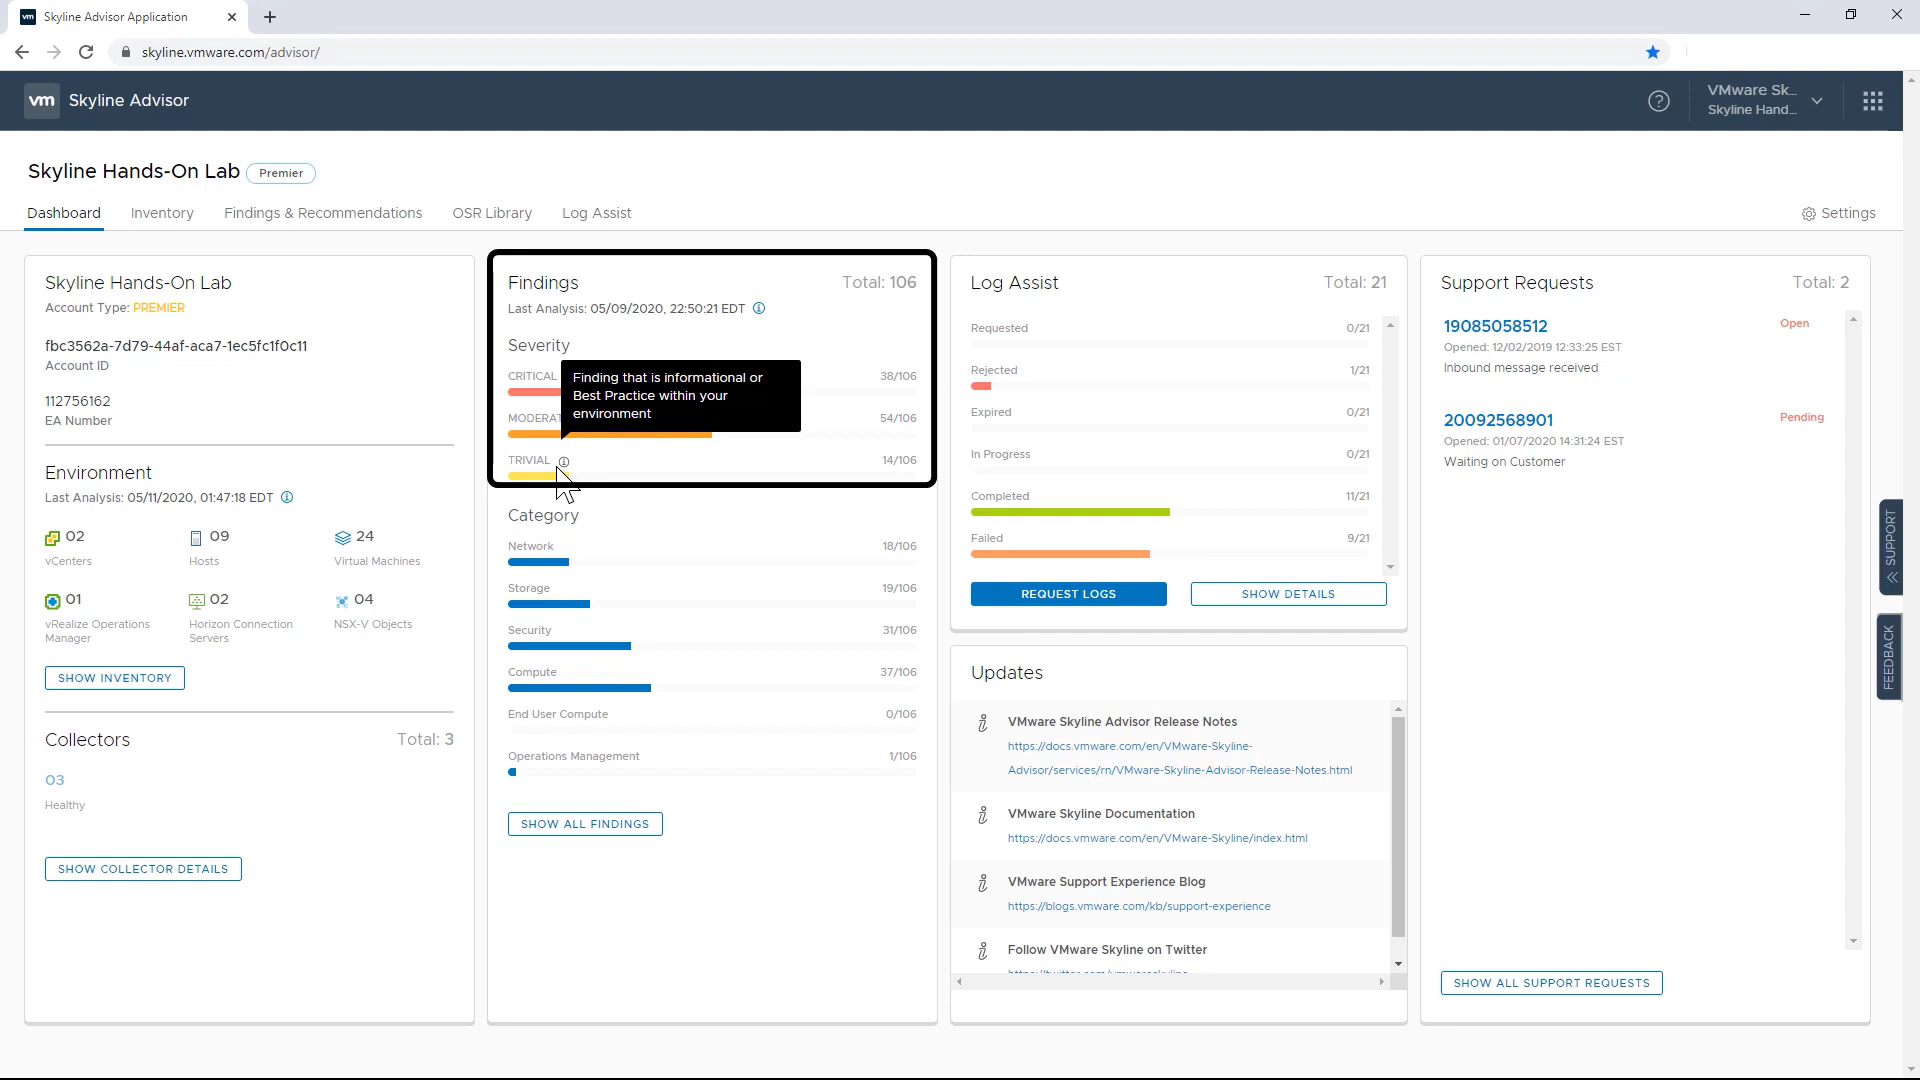 vm Skyline Advisor Application
skyline.vmware.com/advisor/
vm Skyline Advisor
VMware Sk...
Skyline Hand...
Skyline Hands-On Lab Premier
Dashboard Inventory Findings & Recommendations OSR Library Log Assist Settings
Skyline Hands-On Lab
Account Type: PREMIER
fbc3562a-7d79-44af-aca7-1ec5fc1f0c11
Account ID
112756162
EA Number
Environment
Last Analysis: 05/11/2020, 01:47:18 EDT
02
vCenters
09
Hosts
24
Virtual Machines
01
vRealize Operations
Manager
02
Horizon Connection
Servers
04
NSX-V Objects
SHOW INVENTORY
Collectors Total: 3
03
Healthy
SHOW COLLECTOR DETAILS
Findings Total: 106
Last Analysis: 05/09/2020, 22:50:21 EDT
Severity
CRITICAL 38/106
Finding that is informational or
Best Practice within your
environment
MODERAT 54/106
TRIVIAL 14/106
Category
Network 18/106
Storage 19/106
Security 31/106
Compute 37/106
End User Compute 0/106
Operations Management 1/106
SHOW ALL FINDINGS
Log Assist Total: 21
Requested 0/21
Rejected 1/21
Expired 0/21
In Progress 0/21
Completed 11/21
Failed 9/21
REQUEST LOGS SHOW DETAILS
Updates
VMware Skyline Advisor Release Notes
https://docs.vmware.com/en/VMware-Skyline-
Advisor/services/rn/VMware-Skyline-Advisor-Release-Notes.html
VMware Skyline Documentation
https://docs.vmware.com/en/VMware-Skyline/index.html
VMware Support Experience Blog
https://blogs.vmware.com/kb/support-experience
Follow VMware Skyline on Twitter
https://twitter.com/vmwareskyline
Support Requests Total: 2
19085058512 Open
Opened: 12/02/2019 12:33:25 EST
Inbound message received
20092568901 Pending
Opened: 01/07/2020 14:31:24 EST
Waiting on Customer
SHOW ALL SUPPORT REQUESTS
SUPPORT
FEEDBACK